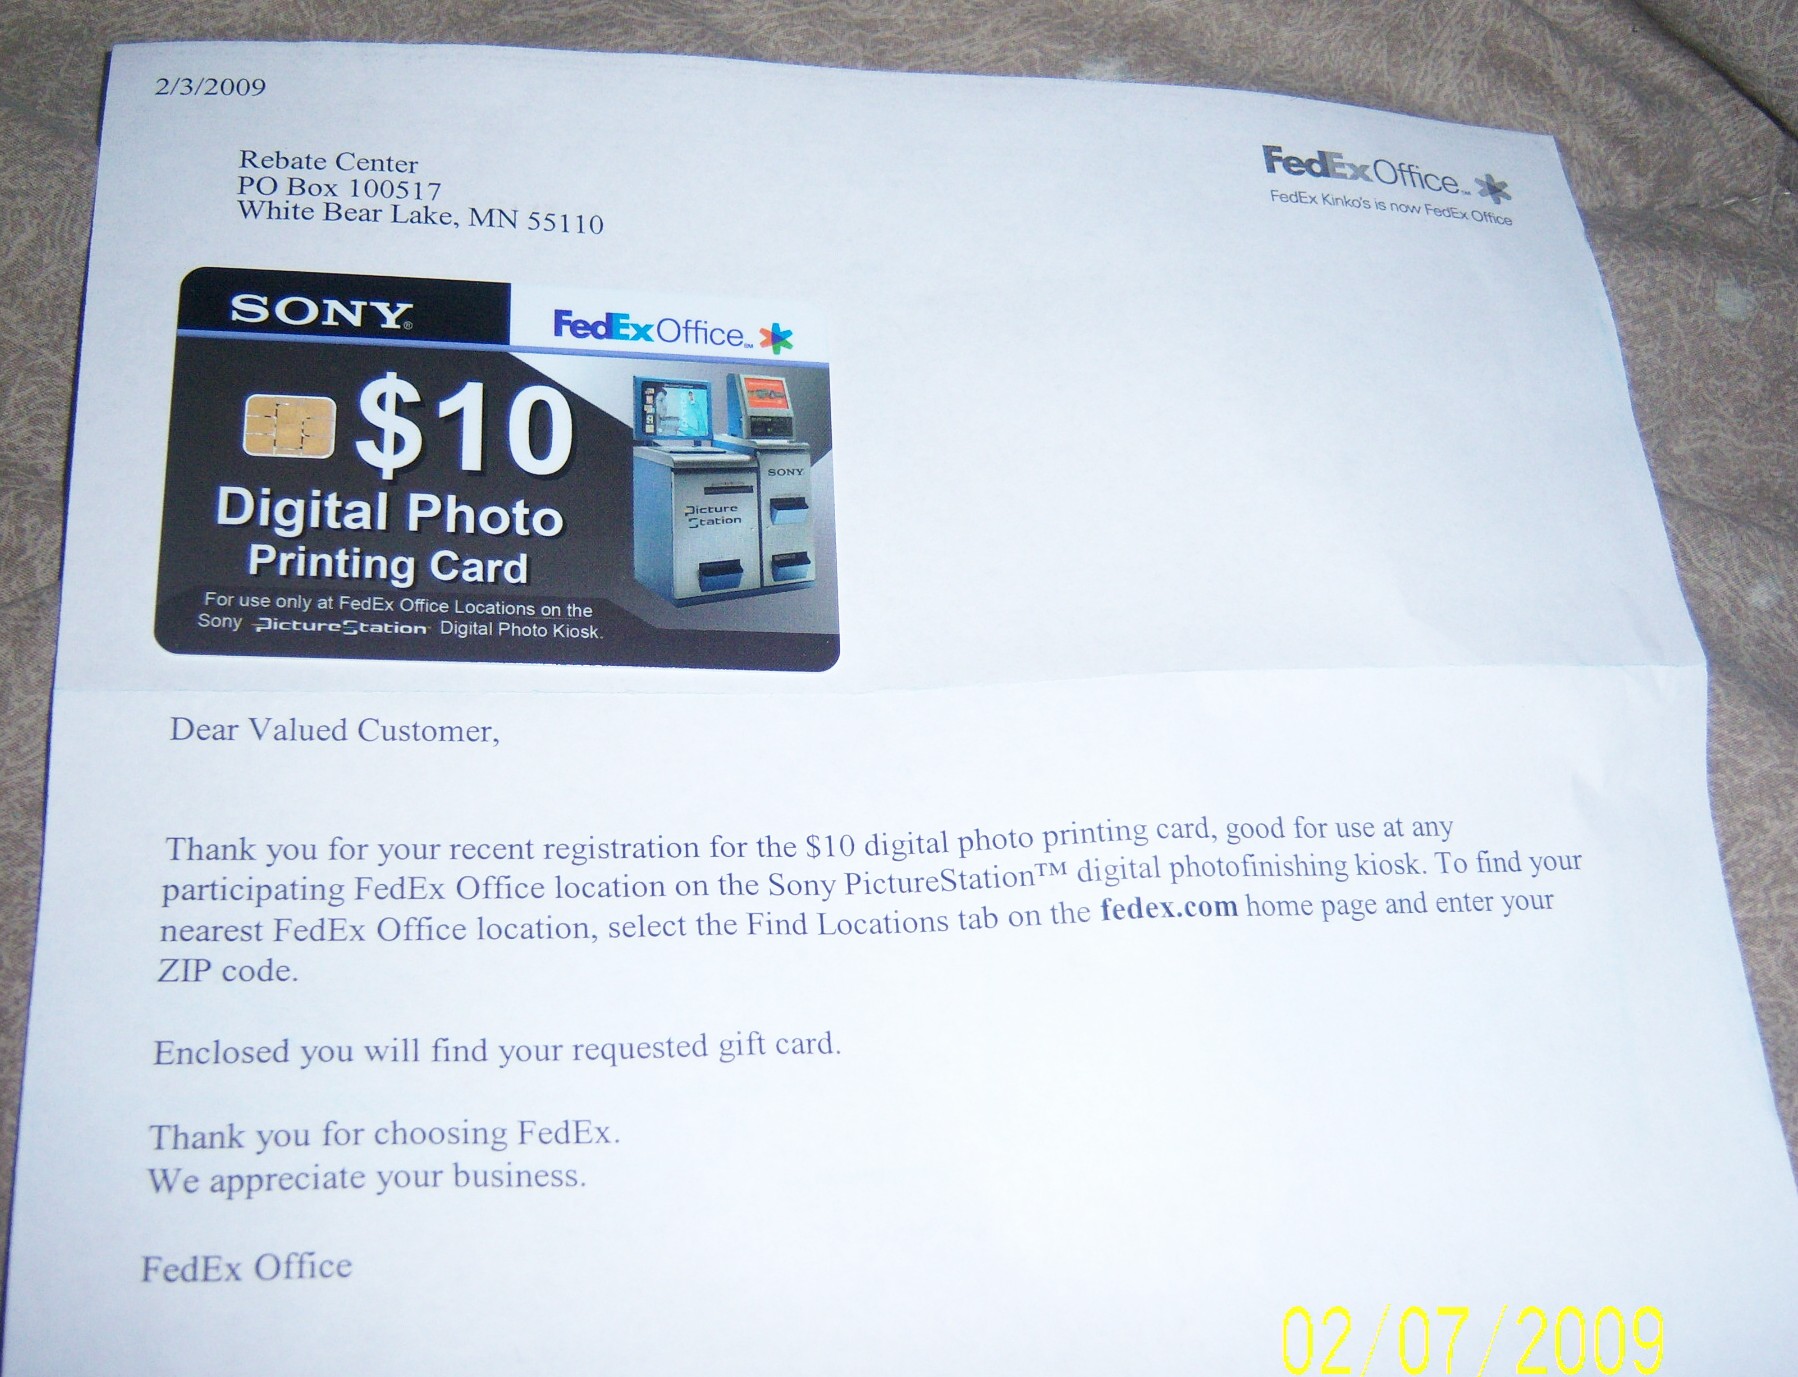 2/3/2009
Rebate Center
PO Box 100517
White Bear Lake, MN 55110
FedEx Office℠
FedEx Kinko's is now FedEx Office
SONY®
FedEx Office℠
$10
Digital Photo
Printing Card
For use only at FedEx Office Locations on the
Sony PictureStation Digital Photo Kiosk.
SONY
Picture
Station
Dear Valued Customer,
Thank you for your recent registration for the $10 digital photo printing card, good for use at any
participating FedEx Office location on the Sony PictureStation™ digital photofinishing kiosk. To find your
nearest FedEx Office location, select the Find Locations tab on the fedex.com home page and enter your
ZIP code.
Enclosed you will find your requested gift card.
Thank you for choosing FedEx.
We appreciate your business.
FedEx Office
02/07/2009